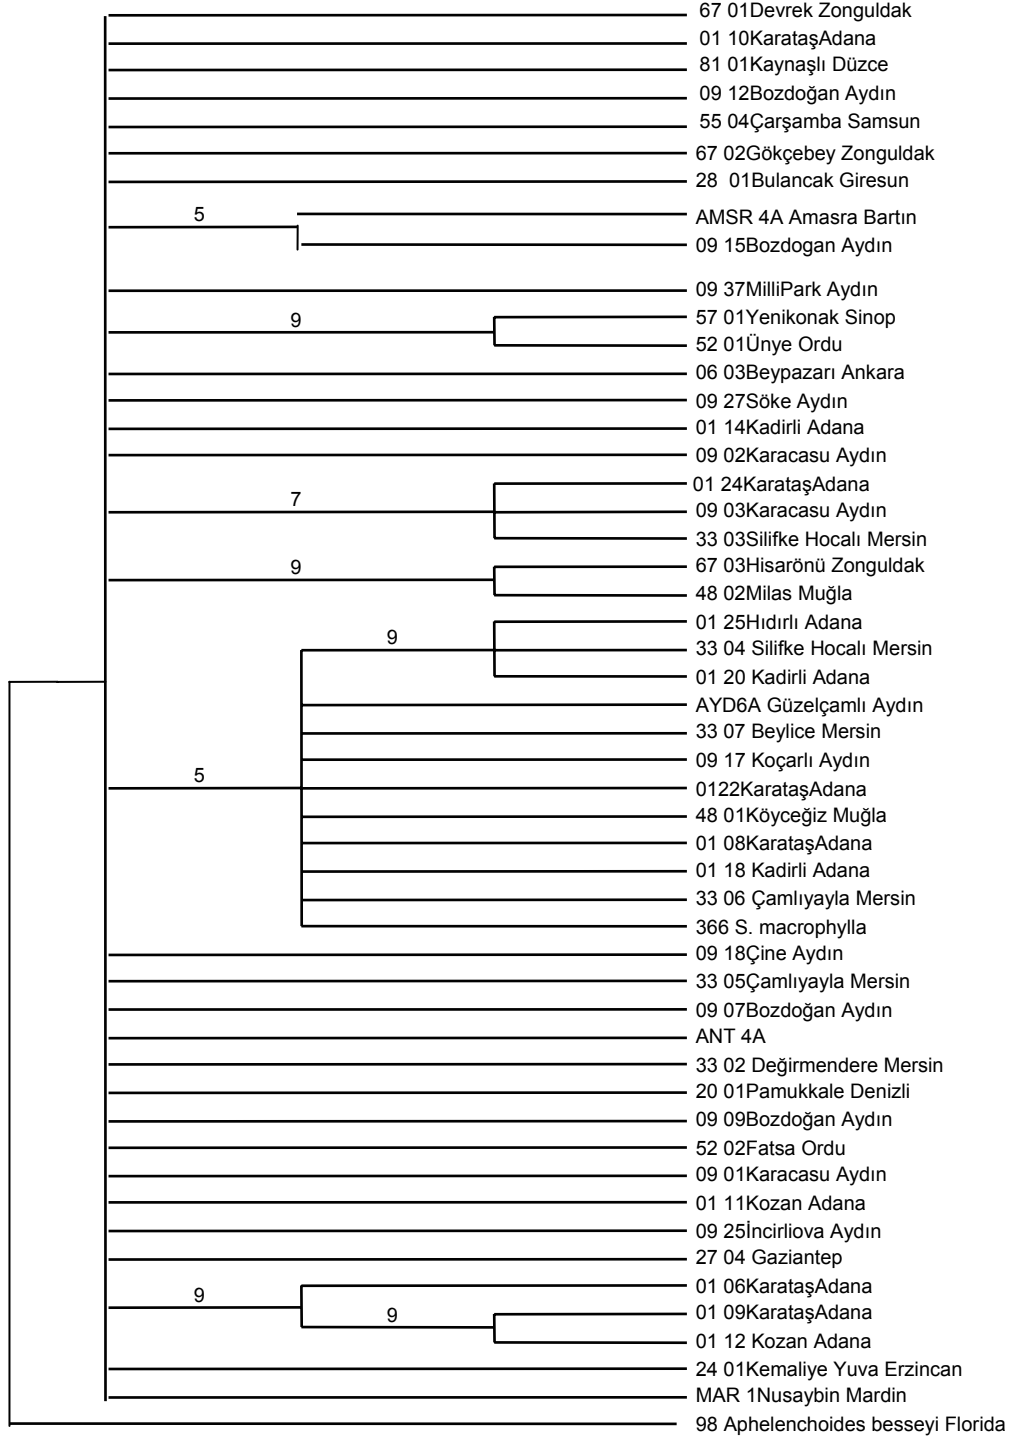 67 01Devrek Zonguldak
01 10KarataşAdana
81 01Kaynaşlı Düzce
09 12Bozdoğan Aydın
55 04Çarşamba Samsun
67 02Gökçebey Zonguldak
28 01Bulancak Giresun
5
AMSR 4A Amasra Bartın
09 15Bozdogan Aydın
09 37MilliPark Aydın
9
57 01Yenikonak Sinop
52 01Ünye Ordu
06 03Beypazarı Ankara
09 27Söke Aydın
01 14Kadirli Adana
09 02Karacasu Aydın
01 24KarataşAdana
7
09 03Karacasu Aydın
33 03Silifke Hocalı Mersin
9
67 03Hisarönü Zonguldak
48 02Milas Muğla
01 25Hıdırlı Adana
9
33 04 Silifke Hocalı Mersin
01 20 Kadirli Adana
AYD6A Güzelçamlı Aydın
33 07 Beylice Mersin
09 17 Koçarlı Aydın
5
0122KarataşAdana
48 01Köyceğiz Muğla
01 08KarataşAdana
01 18 Kadirli Adana
33 06 Çamlıyayla Mersin
366 S. macrophylla
09 18Çine Aydın
33 05Çamlıyayla Mersin
09 07Bozdoğan Aydın
ANT 4A
33 02 Değirmendere Mersin
20 01Pamukkale Denizli
09 09Bozdoğan Aydın
52 02Fatsa Ordu
09 01Karacasu Aydın
01 11Kozan Adana
09 25İncirliova Aydın
27 04 Gaziantep
01 06KarataşAdana
9
01 09KarataşAdana
9
01 12 Kozan Adana
24 01Kemaliye Yuva Erzincan
MAR 1Nusaybin Mardin
98 Aphelenchoides besseyi Florida